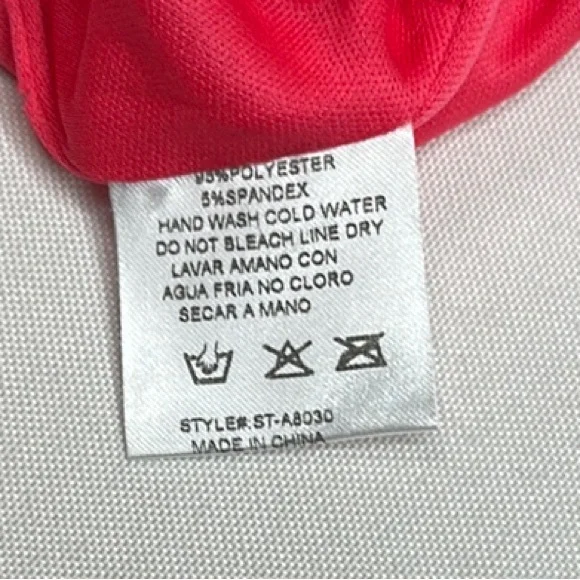 95%POLYESTER
5%SPANDEX
HAND WASH COLD WATER
DO NOT BLEACH LINE DRY
LAVAR AMANO CON
AGUA FRIA NO CLORO
SECAR A MANO
STYLE#:ST-A8030
MADE IN CHINA